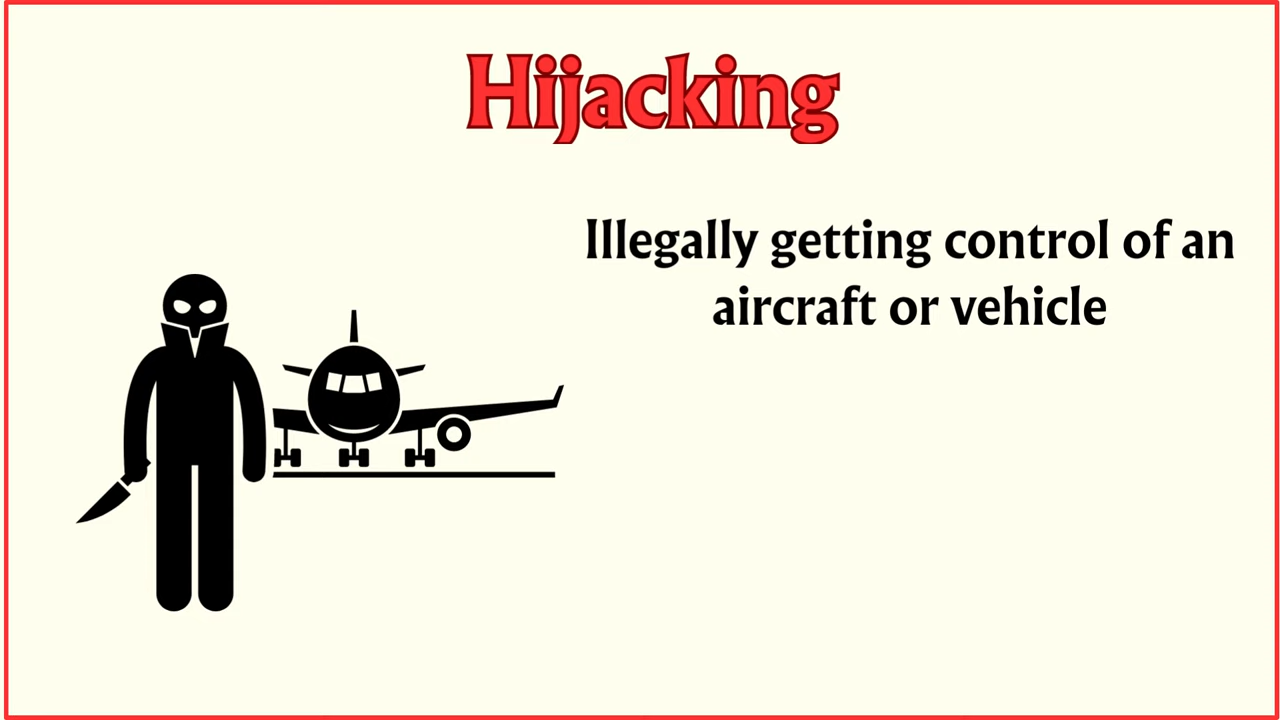 Hijacking
Illegally getting control of an
aircraft or vehicle